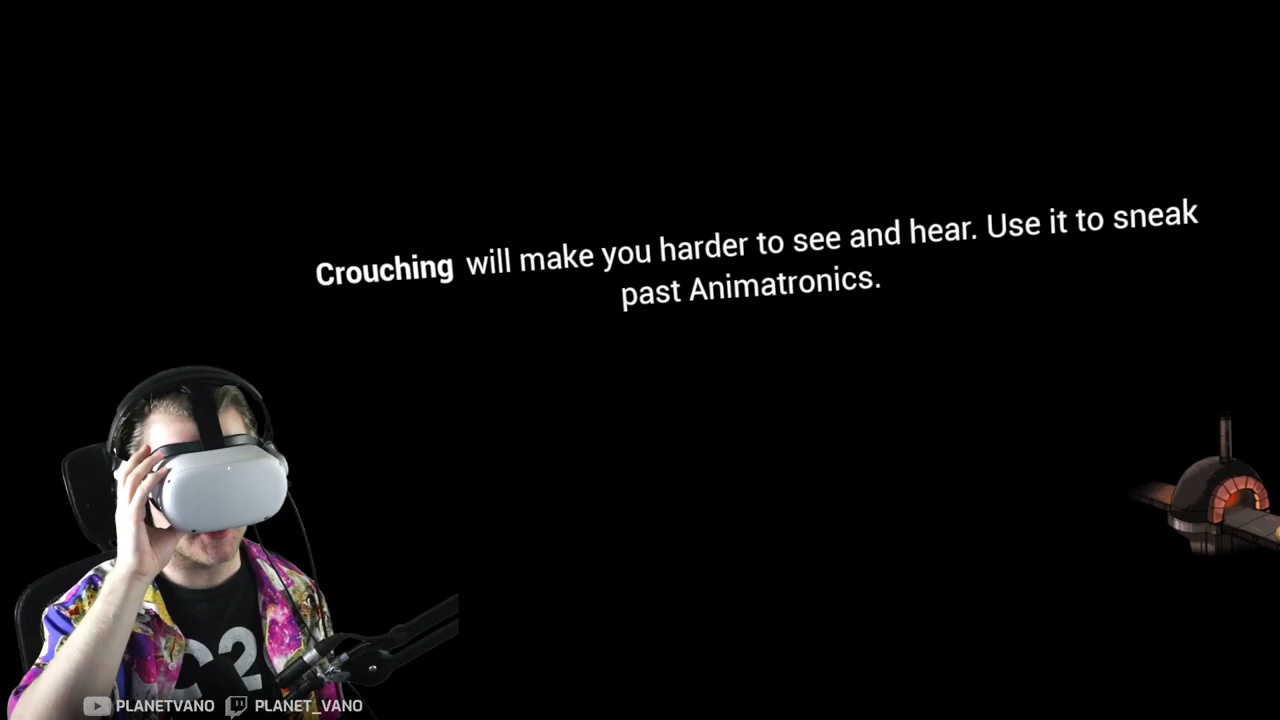 Crouching will make you harder to see and hear. Use it to sneak
past Animatronics.
PLANETVANO PLANET_VANO